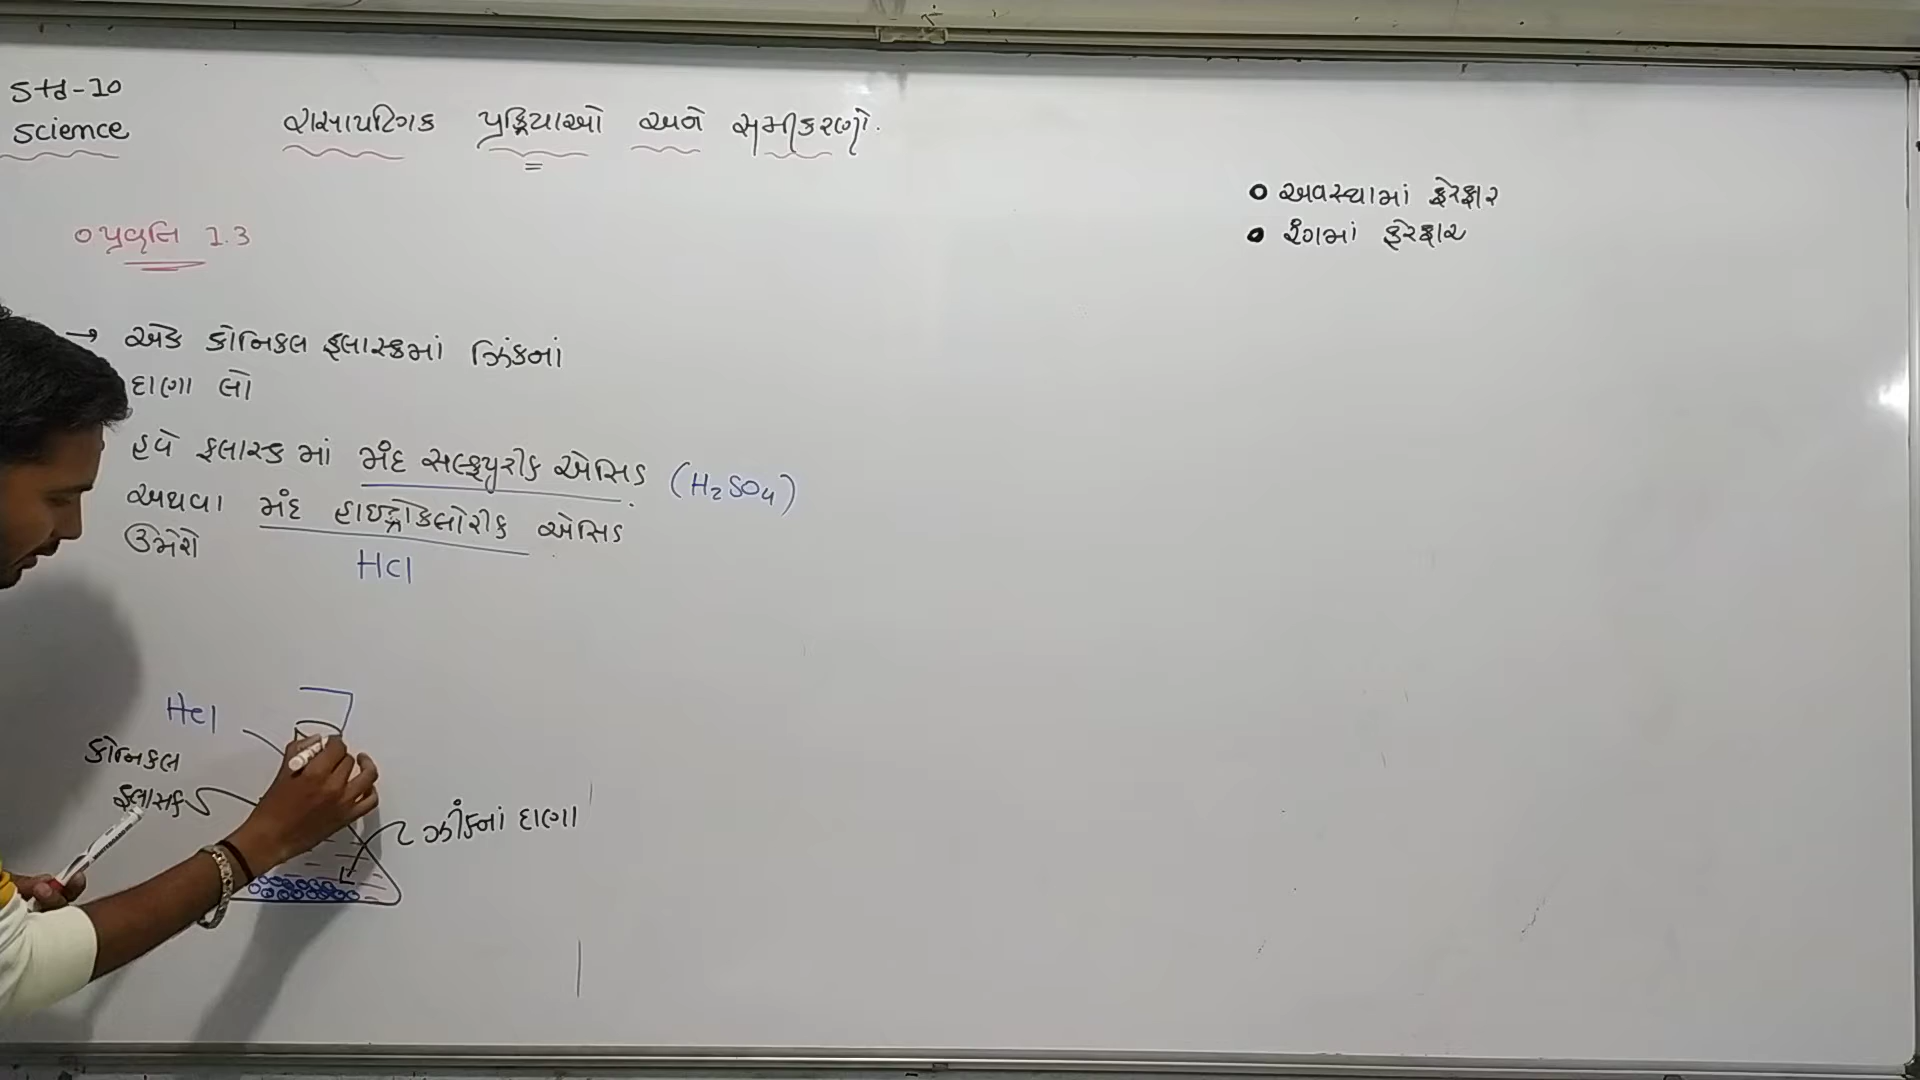 Std-10
Science
રાસાયણિક પ્રક્રિયાઓ અને સમીકરણો.
પ્રવૃત્તિ 1.3
→ એક કોનિકલ ફ્લાસ્કમાં ઝિંકનાં
દાણા લો
હવે ફ્લાસ્ક માં મંદ સલ્ફ્યુરીક એસિડ (H₂SO₄)
અથવા મંદ હાઇડ્રોક્લોરીક એસિડ
ઉમેરો
HCl
HCl
કોનિકલ
ફ્લાસ્ક
ઝીંકનાં દાણા
અવસ્થામાં ફેરફાર
રંગમાં ફેરફાર